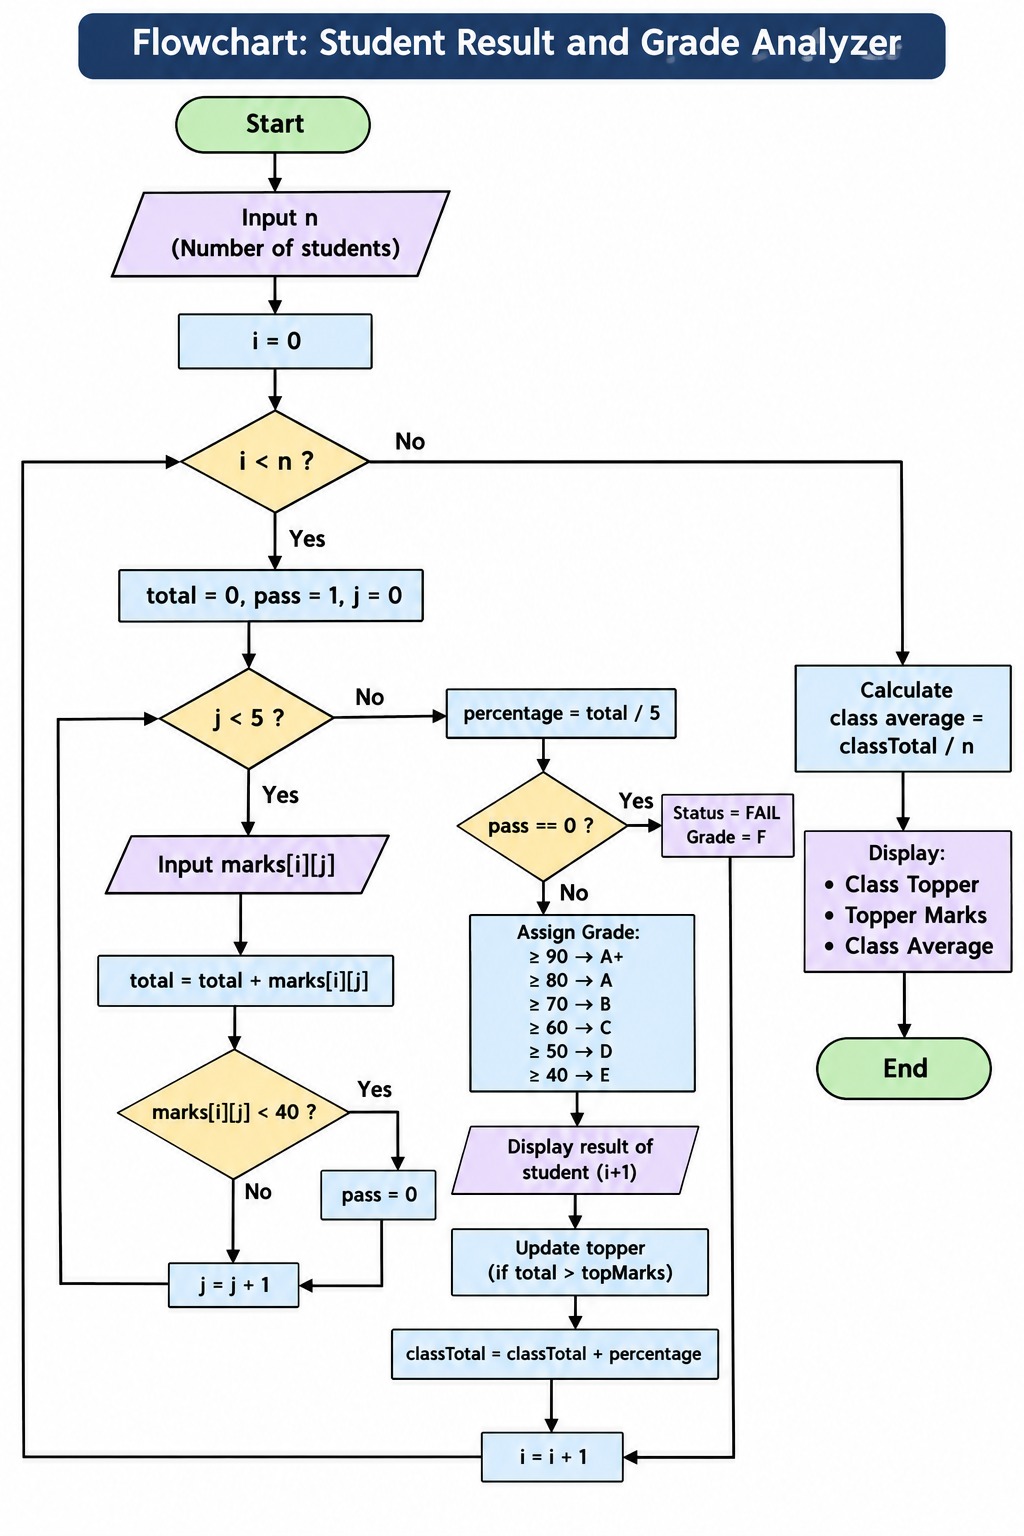 Flowchart: Student Result and Grade Analyzer
Start
Input n
(Number of students)
i = 0
i < n ?
No
Yes
total = 0, pass = 1, j = 0
j < 5 ?
No
Yes
Input marks[i][j]
total = total + marks[i][j]
marks[i][j] < 40 ?
Yes
No
pass = 0
j = j + 1
percentage = total / 5
pass == 0 ?
Yes
No
Status = FAIL
Grade = F
Assign Grade:
≥ 90 → A+
≥ 80 → A
≥ 70 → B
≥ 60 → C
≥ 50 → D
≥ 40 → E
Display result of
student (i+1)
Update topper
(if total > topMarks)
classTotal = classTotal + percentage
i = i + 1
Calculate
class average =
classTotal / n
Display:
• Class Topper
• Topper Marks
• Class Average
End